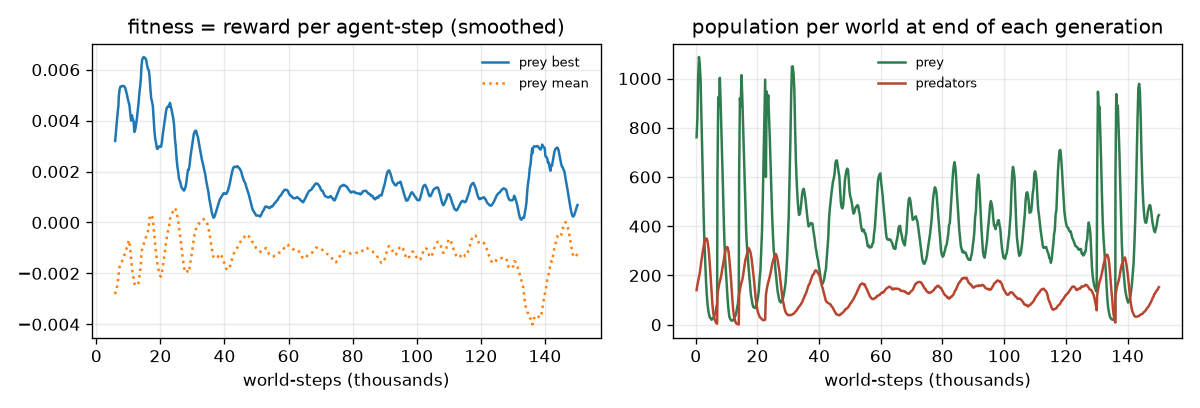 fitness = reward per agent-step (smoothed)
prey best
prey mean
0.006
0.004
0.002
0.000
−0.002
−0.004
0 20 40 60 80 100 120 140
world-steps (thousands)
population per world at end of each generation
prey
predators
1000
800
600
400
200
0
0 20 40 60 80 100 120 140
world-steps (thousands)